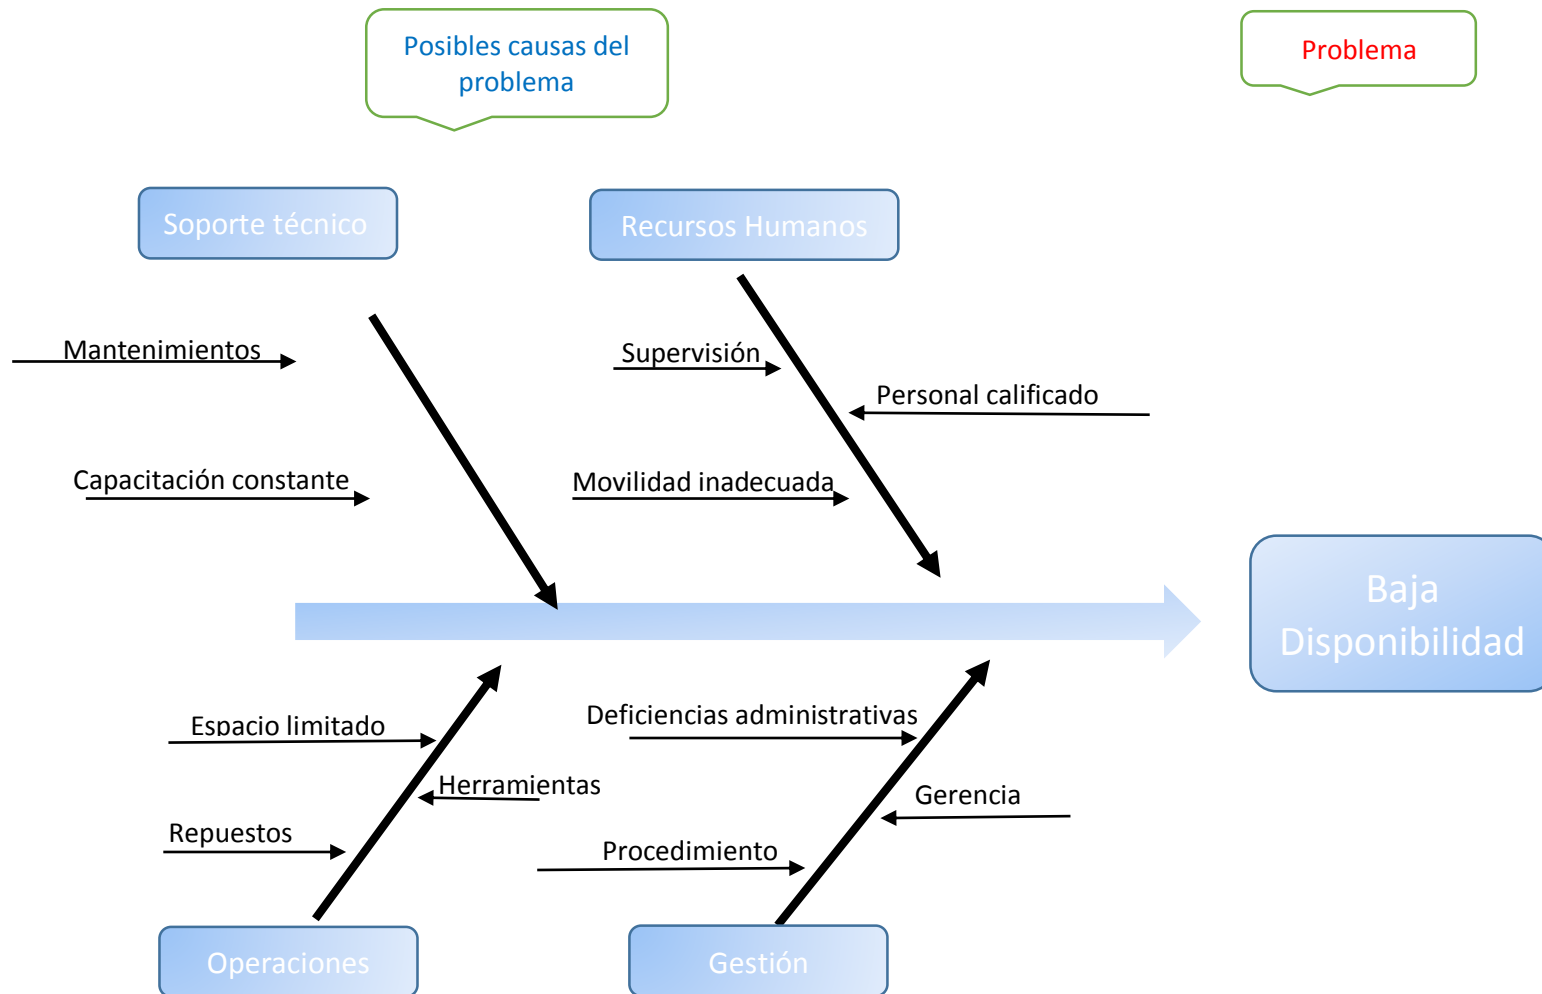 Posibles causas del
problema
Problema
Soporte técnico
Recursos Humanos
Mantenimientos
Supervisión
Personal calificado
Capacitación constante
Movilidad inadecuada
Baja
Disponibilidad
Espacio limitado
Deficiencias administrativas
Herramientas
Gerencia
Repuestos
Procedimiento
Operaciones
Gestión